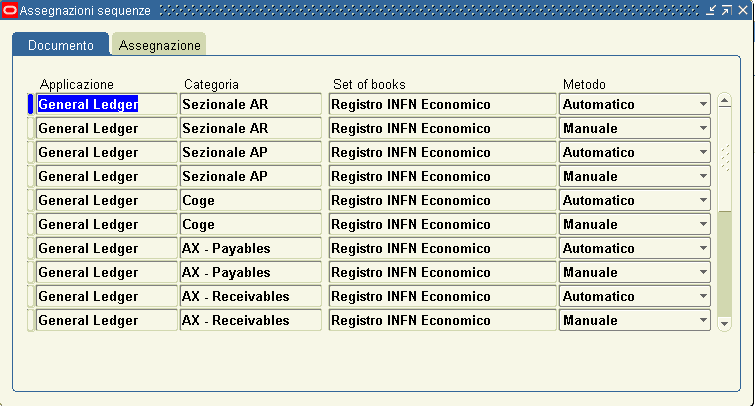 Assegnazioni sequenze
Documento Assegnazione
Applicazione Categoria Set of books Metodo
General Ledger Sezionale AR Registro INFN Economico Automatico
General Ledger Sezionale AR Registro INFN Economico Manuale
General Ledger Sezionale AP Registro INFN Economico Automatico
General Ledger Sezionale AP Registro INFN Economico Manuale
General Ledger Coge Registro INFN Economico Automatico
General Ledger Coge Registro INFN Economico Manuale
General Ledger AX - Payables Registro INFN Economico Automatico
General Ledger AX - Payables Registro INFN Economico Manuale
General Ledger AX - Receivables Registro INFN Economico Automatico
General Ledger AX - Receivables Registro INFN Economico Manuale